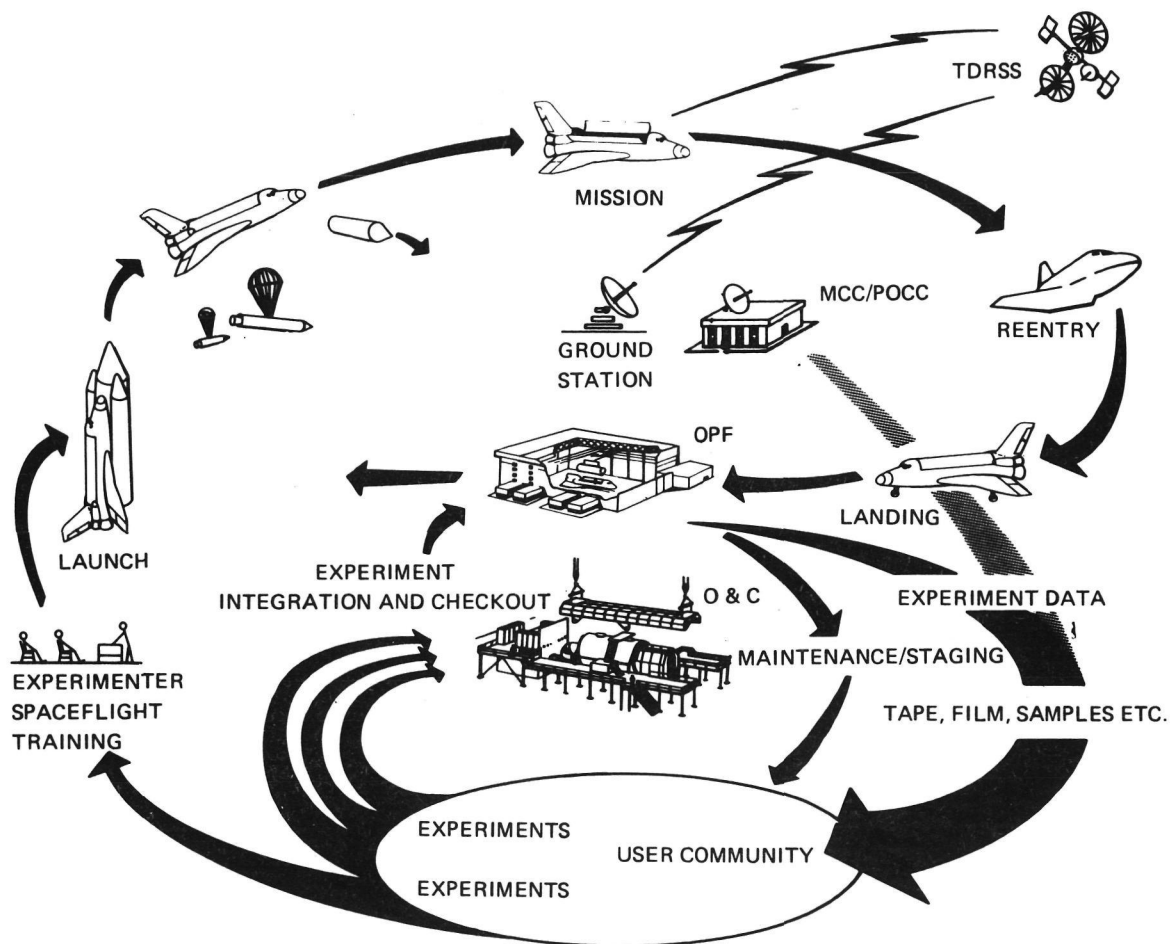 TDRSS
MISSION
MCC/POCC
REENTRY
GROUND
STATION
OPF
LANDING
LAUNCH
EXPERIMENT
INTEGRATION AND CHECKOUT
O & C
EXPERIMENT DATA
MAINTENANCE/STAGING
EXPERIMENTER
SPACEFLIGHT
TRAINING
TAPE, FILM, SAMPLES ETC.
EXPERIMENTS
USER COMMUNITY
EXPERIMENTS